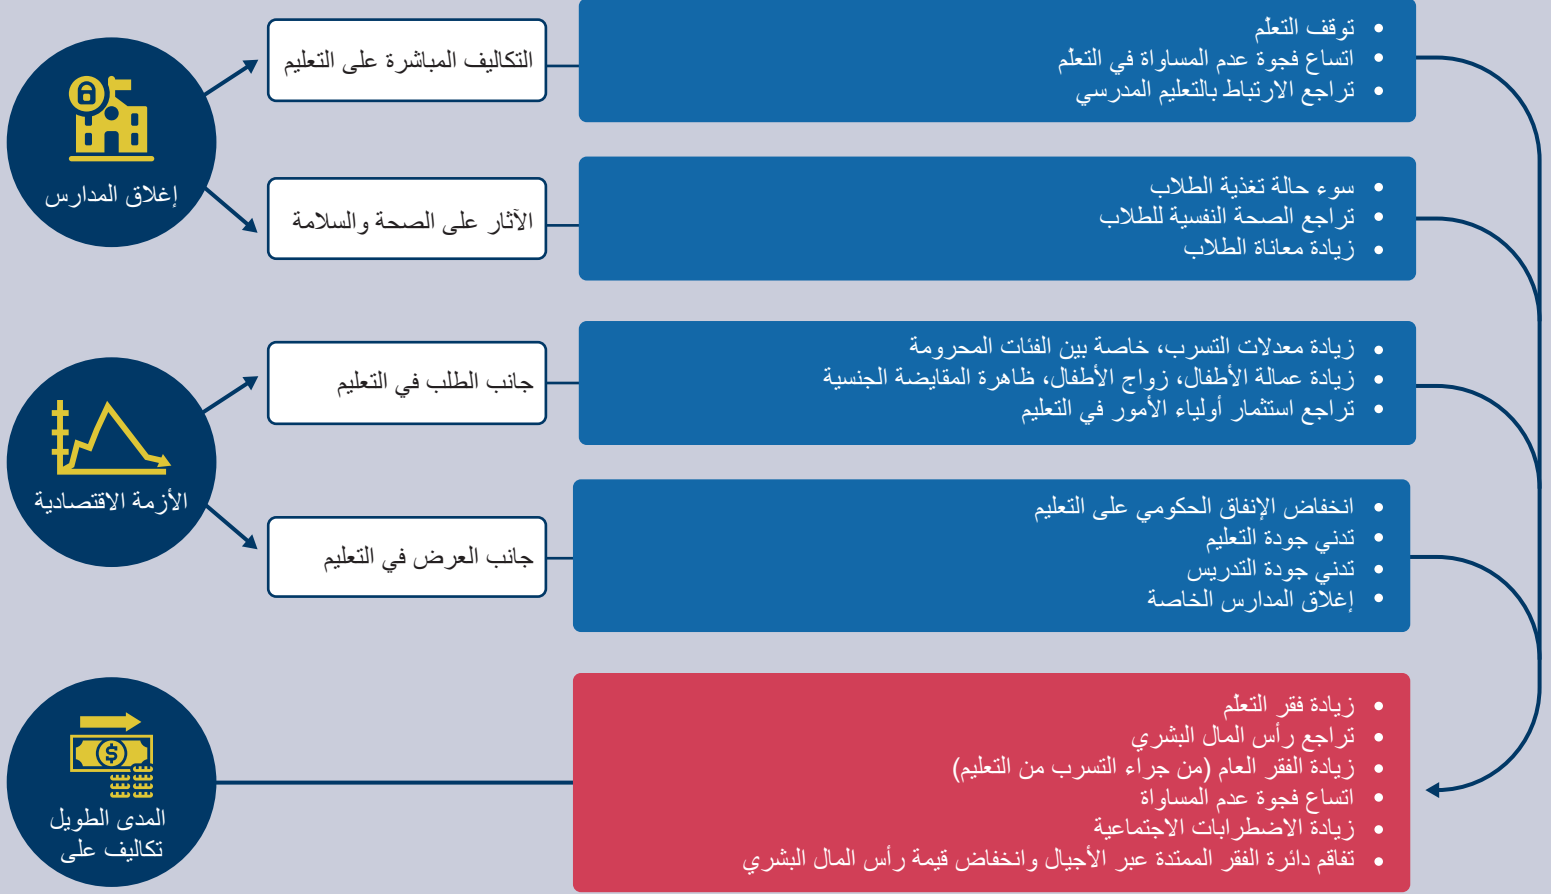 إغلاق المدارس
التكاليف المباشرة على التعليم
• توقف التعلّم
• اتساع فجوة عدم المساواة في التعلّم
• تراجع الارتباط بالتعليم المدرسي
الآثار على الصحة والسلامة
• سوء حالة تغذية الطلاب
• تراجع الصحة النفسية للطلاب
• زيادة معاناة الطلاب
الأزمة الاقتصادية
جانب الطلب في التعليم
• زيادة معدلات التسرب، خاصة بين الفئات المحرومة
• زيادة عمالة الأطفال، زواج الأطفال، ظاهرة المقايضة الجنسية
• تراجع استثمار أولياء الأمور في التعليم
جانب العرض في التعليم
• انخفاض الإنفاق الحكومي على التعليم
• تدني جودة التعليم
• تدني جودة التدريس
• إغلاق المدارس الخاصة
المدى الطويل
تكاليف على
• زيادة فقر التعلّم
• تراجع رأس المال البشري
• زيادة الفقر العام (من جراء التسرب من التعليم)
• اتساع فجوة عدم المساواة
• زيادة الاضطرابات الاجتماعية
• تفاقم دائرة الفقر الممتدة عبر الأجيال وانخفاض قيمة رأس المال البشري